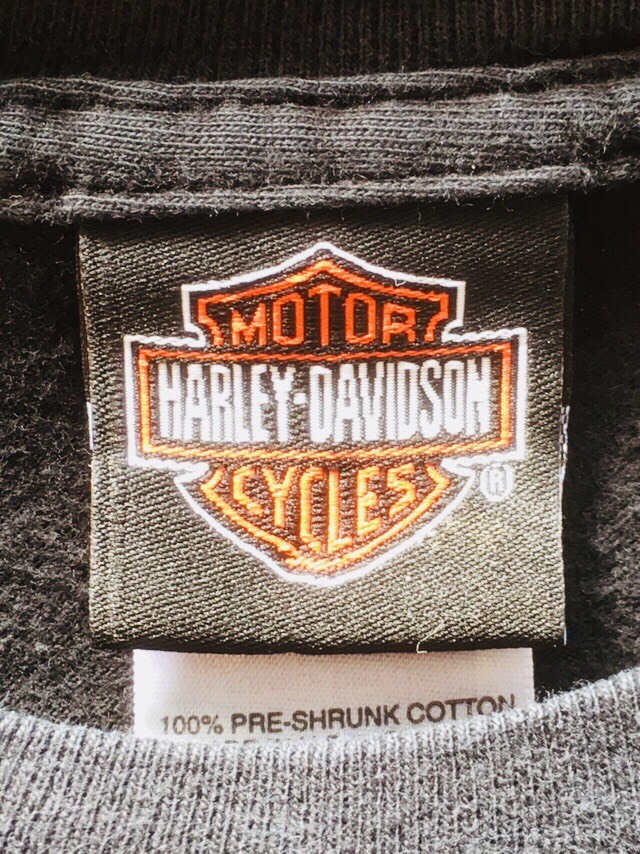 MOTOR
HARLEY-DAVIDSON
CYCLES
®
100% PRE-SHRUNK COTTON